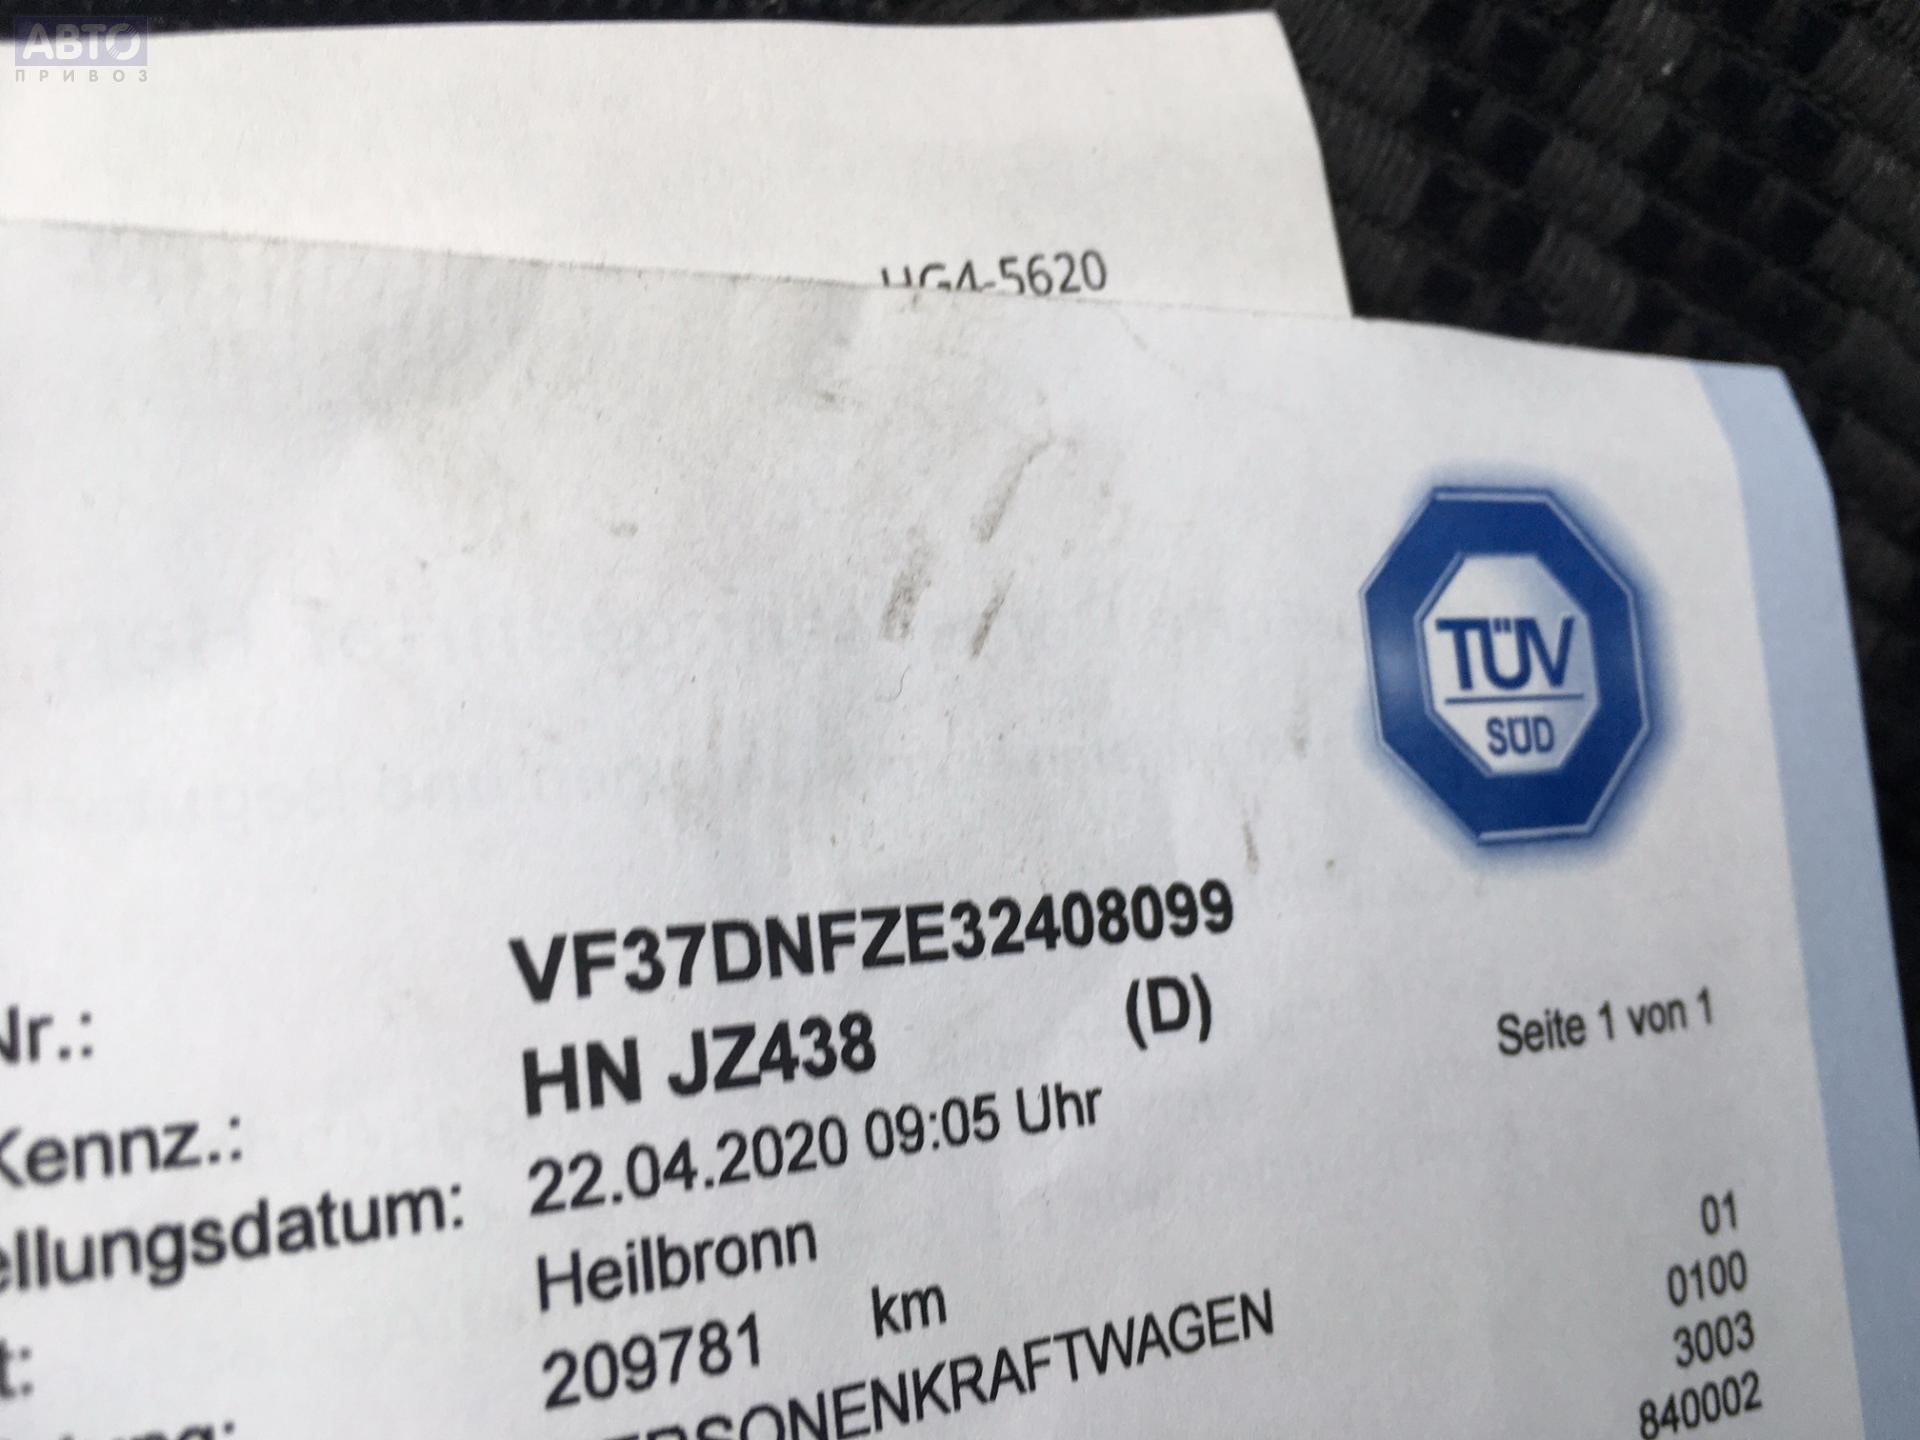 АВТО
ПРИВОЗ
HG4-5620
TÜV
SÜD
VF37DNFZE32408099
Nr.:
HN JZ438 (D)
Seite 1 von 1
Kennz.:
22.04.2020 09:05 Uhr
ellungsdatum:
Heilbronn
01
t:
209781 km
0100
PERSONENKRAFTWAGEN
3003
840002